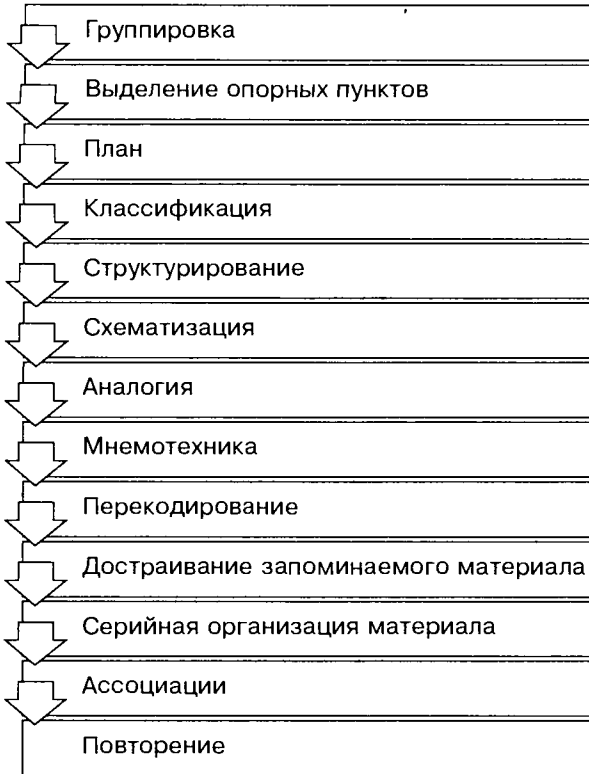 Группировка
Выделение опорных пунктов
План
Классификация
Структурирование
Схематизация
Аналогия
Мнемотехника
Перекодирование
Достраивание запоминаемого материала
Серийная организация материала
Ассоциации
Повторение